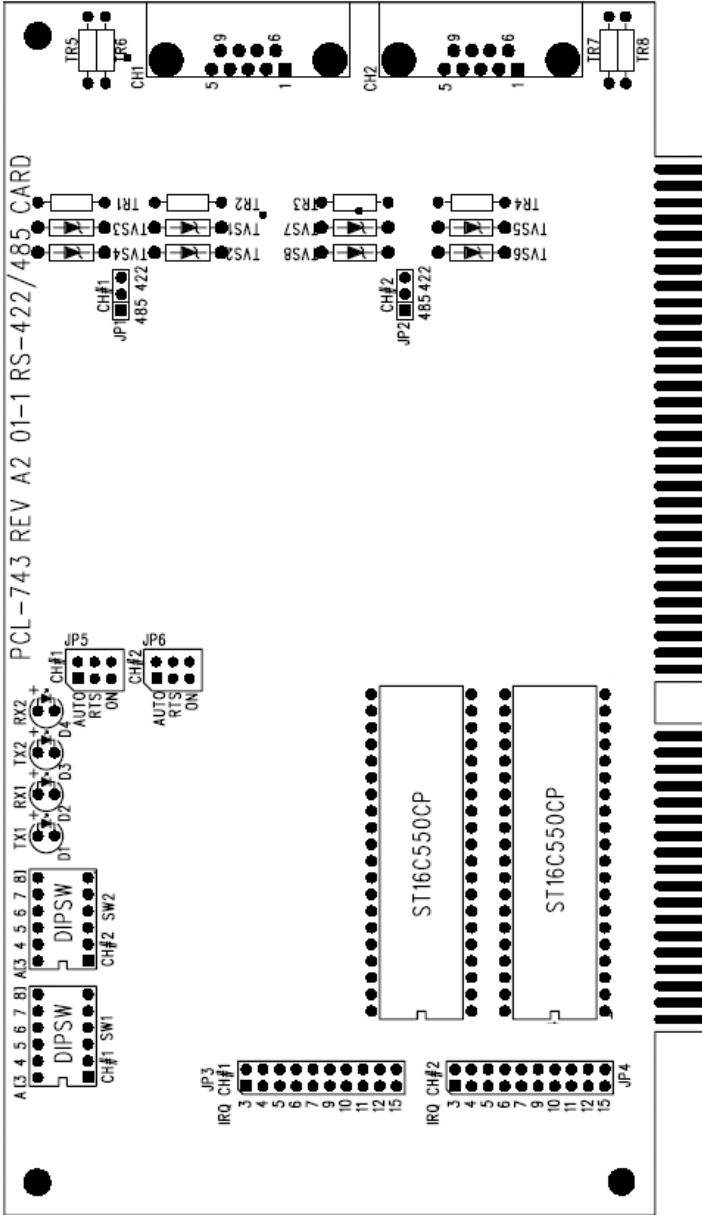 TR5
TR6
CH1
9
6
5
1
CH2
9
6
5
1
TR7
TR8
PCL-743 REV A2 01-1 RS-422/485 CARD
TR1
TVS3
TVS4
TR2
TVS1
TVS2
TR3
TVS7
TVS8
TR4
TVS5
TVS6
CH#1
JP1
485 422
CH#2
JP2
485 422
JP5
CH#1
AUTO
RTS
ON
JP6
CH#2
AUTO
RTS
ON
RX2
+
D4
TX2
+
D3
RX1
+
D2
TX1
+
D1
A[3 4 5 6 7 8]
DIPSW
CH#2 SW2
A[3 4 5 6 7 8]
DIPSW
CH#1 SW1
ST16C550CP
ST16C550CP
JP3
IRQ CH#1
3 4 5 6 7 9 10 11 12 15
IRQ CH#2
3 4 5 6 7 9 10 11 12 15
JP4